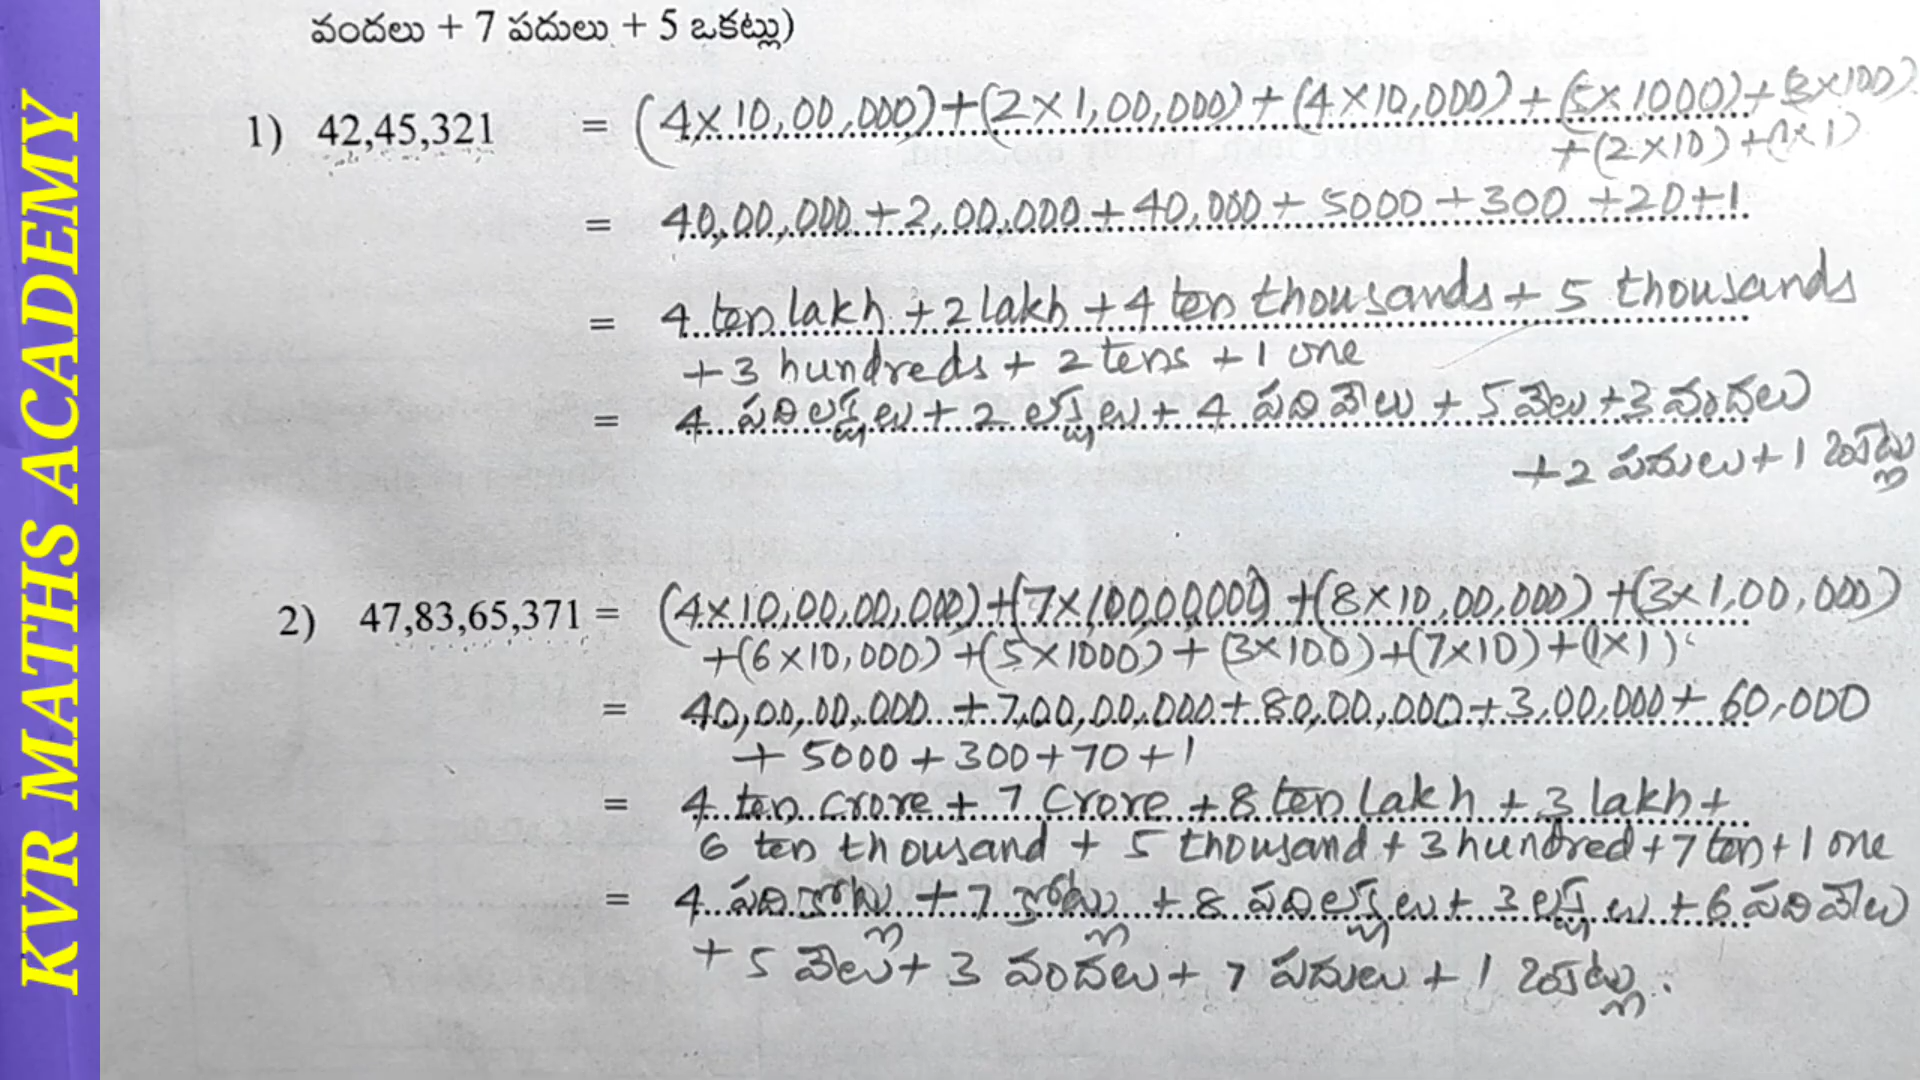 KVR MATHS ACADEMY
వందలు + 7 పదులు + 5 ఒకట్లు)
1) 42,45,321 = (4×10,00,000)+(2×1,00,000)+(4×10,000)+(5×1000)+(3×100)
+(2×10)+(1×1)
= 40,00,000+2,00,000+40,000+5000+300+20+1
= 4 ten lakh +2 lakh +4 ten thousands + 5 thousands
+3 hundreds + 2 tens +1 one
= 4 పదిలక్షలు+ 2 లక్షలు+ 4 పదివేలు + 5వేలు+3వందలు
+2 పదులు+1 ఒకట్లు
2) 47,83,65,371 = (4×10,00,00,000)+(7×1,00,00,000)+(8×10,00,000)+(3×1,00,000)
+(6×10,000)+(5×1000)+(3×100)+(7×10)+(1×1)
= 40,00,00,000+7,00,00,000+80,00,000+3,00,000+60,000
+ 5000+300+70+1
= 4 ten crore + 7 crore +8 ten lakh +3 lakh+
6 ten thousand + 5 thousand+3hundred+7 ten+1 one
= 4 పదికోట్లు +7 కోట్లు +8 పదిలక్షలు+ 3లక్షలు +6పదివేలు
+ 5 వేలు+ 3 వందలు+ 7 పదులు +1 ఒకట్లు.